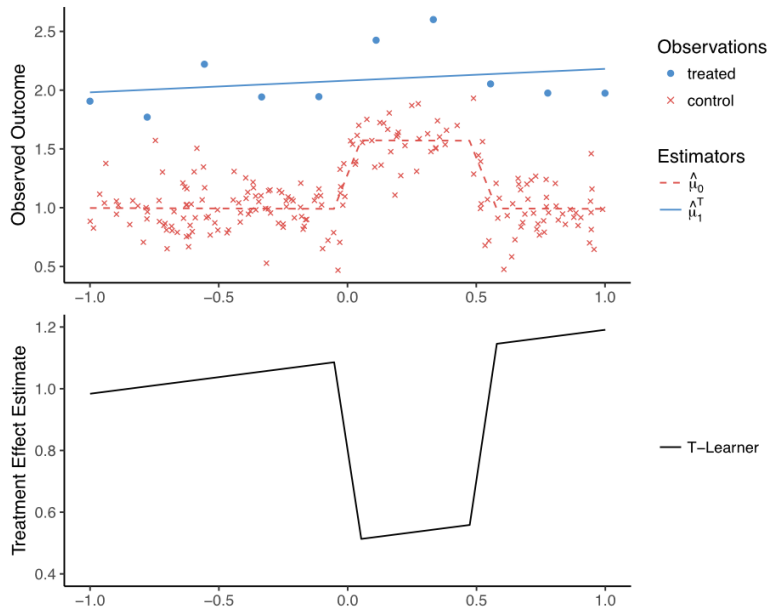 Observed Outcome
2.5
2.0
1.5
1.0
0.5
−1.0 −0.5 0.0 0.5 1.0
Observations
treated
control
Estimators
μ̂₀
μ̂₁ᵀ
Treatment Effect Estimate
1.2
1.0
0.8
0.6
0.4
−1.0 −0.5 0.0 0.5 1.0
T−Learner